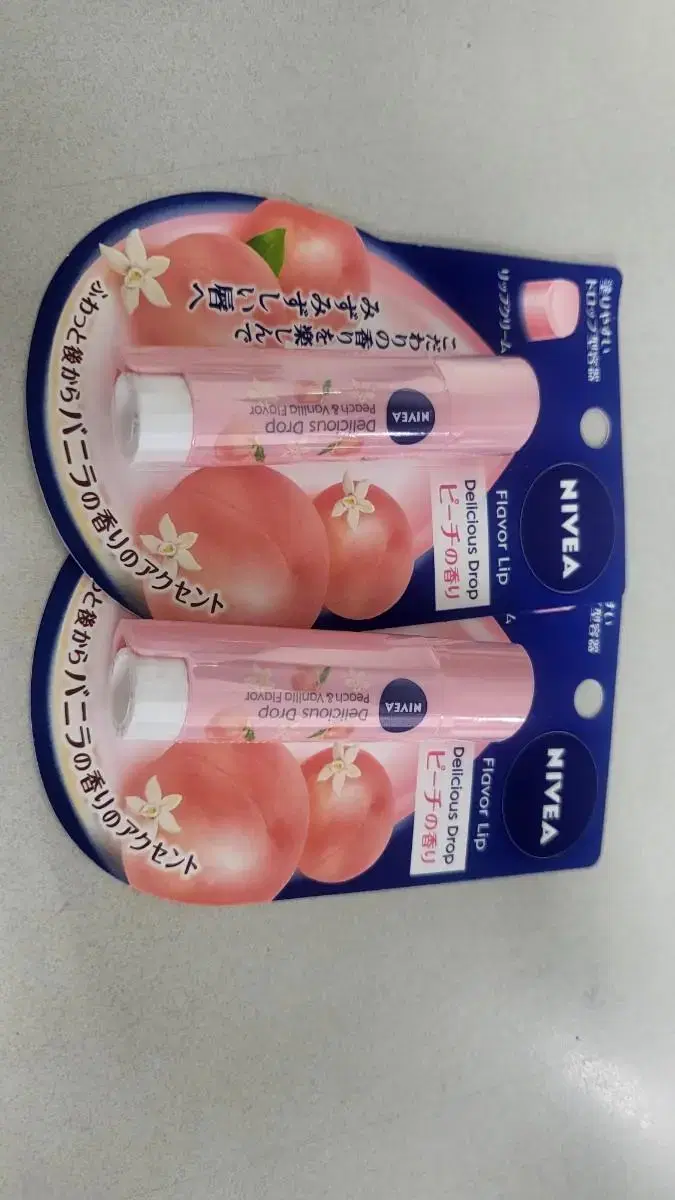 NIVEA
Flavor Lip
Delicious Drop
ピーチの香り
塗りやすい
ドロップ型容器
リップクリーム
こだわりの香りを楽しんで
みずみずしい唇へ
NIVEA
Delicious Drop
Peach & Vanilla Flavor
ふわっと後からバニラの香りのアクセント
NIVEA
Flavor Lip
Delicious Drop
ピーチの香り
型容器
ム
NIVEA
Delicious Drop
Peach & Vanilla Flavor
っと後からバニラの香りのアクセント